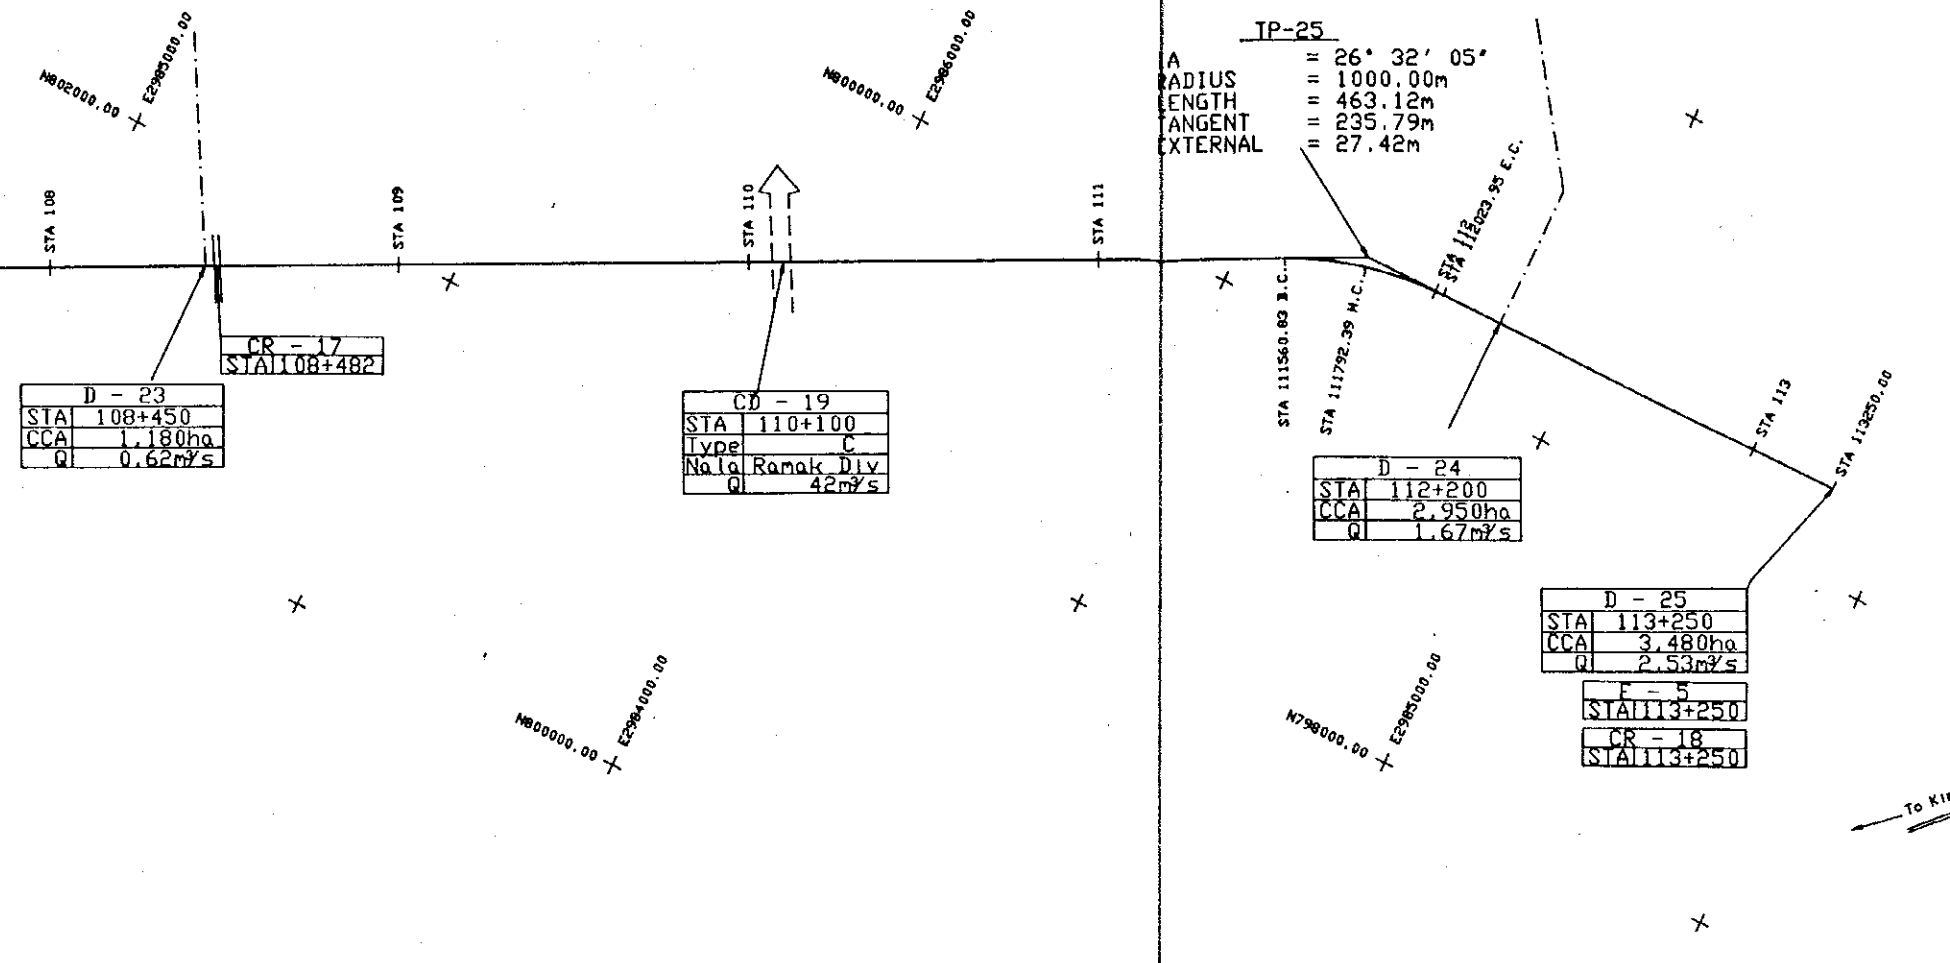 N802000.00
E2985000.00
N800000.00
E2986000.00
TP-25
A = 26° 32' 05"
ADIUS = 1000.00m
ENGTH = 463.12m
ANGENT = 235.79m
XTERNAL = 27.42m
STA 108
STA 109
STA 110
STA 111
STA 112
STA 112023.95 E.C.
STA 111560.83 B.C.
STA 111792.39 M.C.
STA 113
STA 113250.00
CR - 17
STA 108+482
D - 23
STA 108+450
CCA 1,180ha
Q 0.62m³/s
CD - 19
STA 110+100
Type C
Nala Ramak Div
Q 42m³/s
D - 24
STA 112+200
CCA 2,950ha
Q 1.67m³/s
D - 25
STA 113+250
CCA 3,480ha
Q 2.53m³/s
E - 5
STA 113+250
CR - 18
STA 113+250
N800000.00
E2984000.00
N798000.00
E2985000.00
To